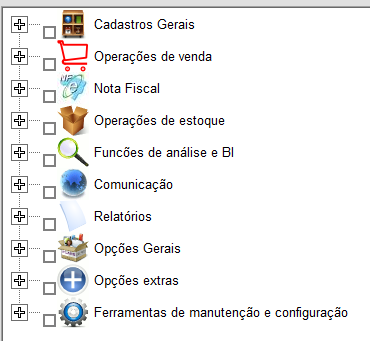 Cadastros Gerais
Operações de venda
Nota Fiscal
Operações de estoque
Funcões de análise e BI
Comunicação
Relatórios
Opções Gerais
Opções extras
Ferramentas de manutenção e configuração